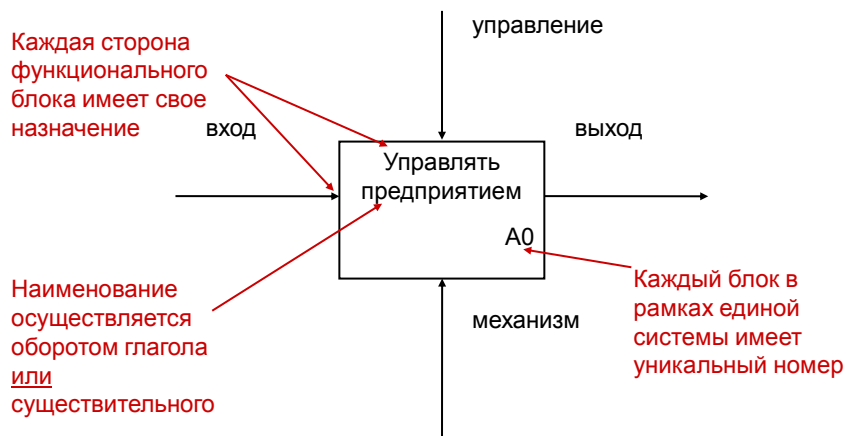 управление
Каждая сторона
функционального
блока имеет свое
назначение
вход
выход
Управлять
предприятием
A0
Наименование
осуществляется
оборотом глагола
или
существительного
механизм
Каждый блок в
рамках единой
системы имеет
уникальный номер